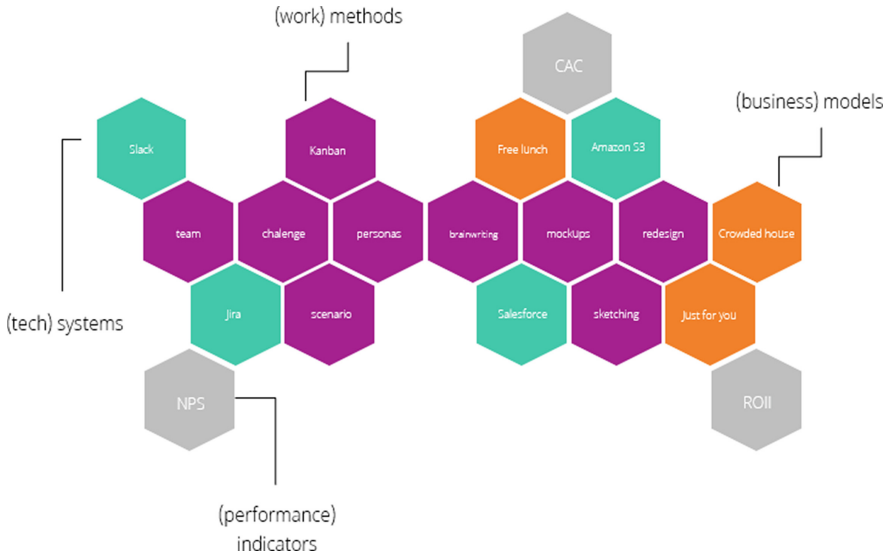 (work) methods
CAC
(business) models
Slack
Kanban
Free lunch
Amazon S3
team
chalenge
personas
brainwriting
mockups
redesign
Crowded house
(tech) systems
Jira
scenario
Salesforce
sketching
Just for you
NPS
ROII
(performance)
indicators